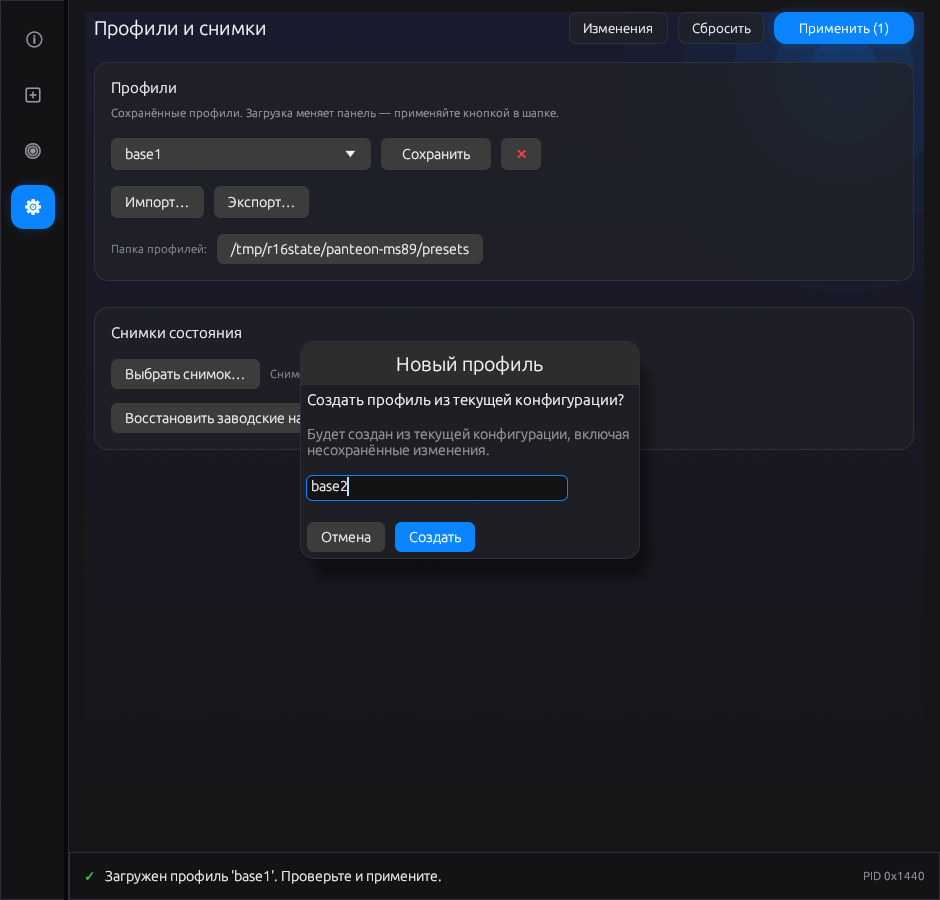 Профили и снимки
Изменения
Сбросить
Применить (1)
Профили
Сохранённые профили. Загрузка меняет панель — применяйте кнопкой в шапке.
base1
Сохранить
Импорт…
Экспорт…
Папка профилей:
/tmp/r16state/panteon-ms89/presets
Снимки состояния
Выбрать снимок…
Восстановить заводские
Новый профиль
Создать профиль из текущей конфигурации?
Будет создан из текущей конфигурации, включая
несохранённые изменения.
base2
Отмена
Создать
✓ Загружен профиль 'base1'. Проверьте и примените.
PID 0x1440